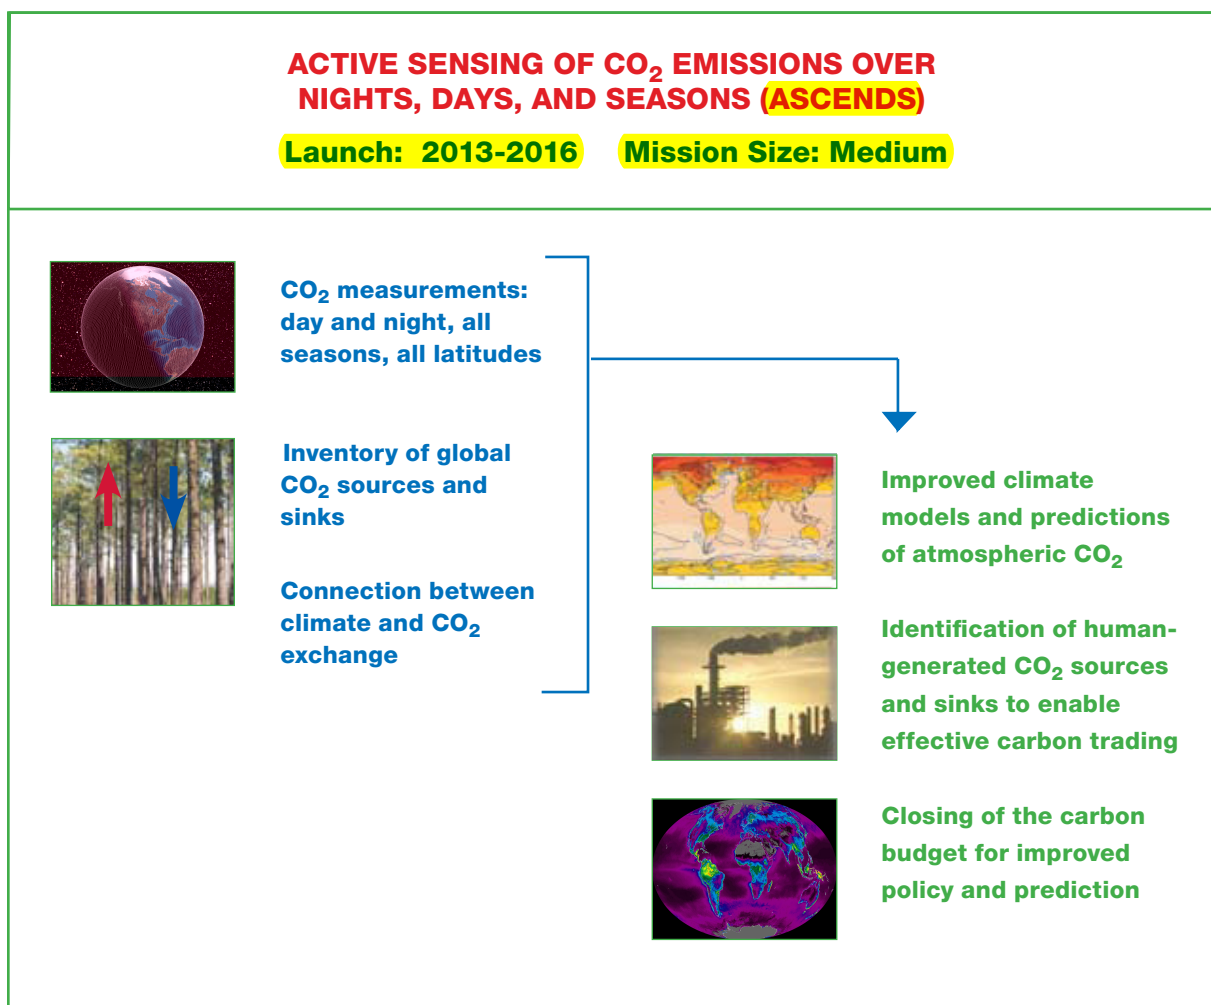 ACTIVE SENSING OF CO₂ EMISSIONS OVER
NIGHTS, DAYS, AND SEASONS (ASCENDS)
Launch: 2013-2016 Mission Size: Medium
CO₂ measurements:
day and night, all
seasons, all latitudes
Inventory of global
CO₂ sources and
sinks
Connection between
climate and CO₂
exchange
Improved climate
models and predictions
of atmospheric CO₂
Identification of human-
generated CO₂ sources
and sinks to enable
effective carbon trading
Closing of the carbon
budget for improved
policy and prediction